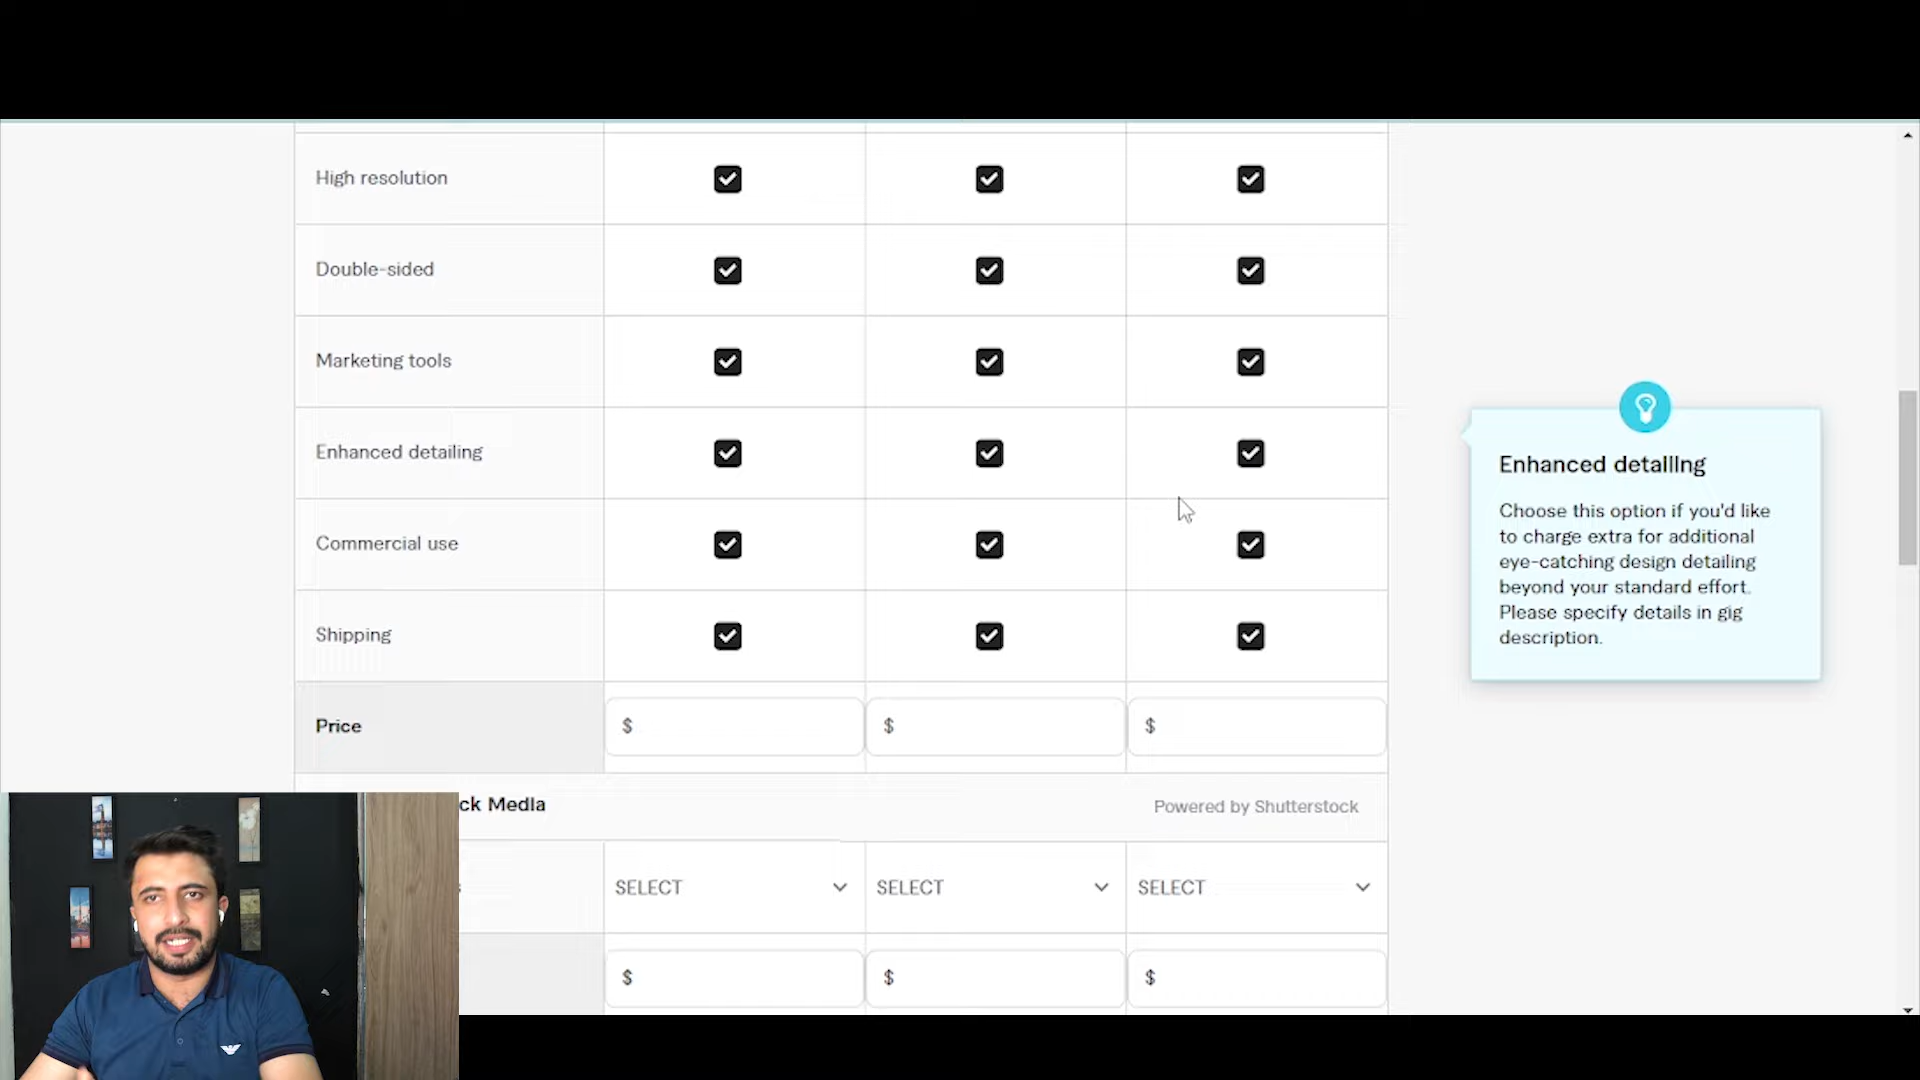 High resolution
Double-sided
Marketing tools
Enhanced detailing
Commercial use
Shipping
Price
$
$
$
ck Media
Powered by Shutterstock
SELECT
SELECT
SELECT
$
$
$
Enhanced detailing
Choose this option if you'd like
to charge extra for additional
eye-catching design detailing
beyond your standard effort.
Please specify details in gig
description.